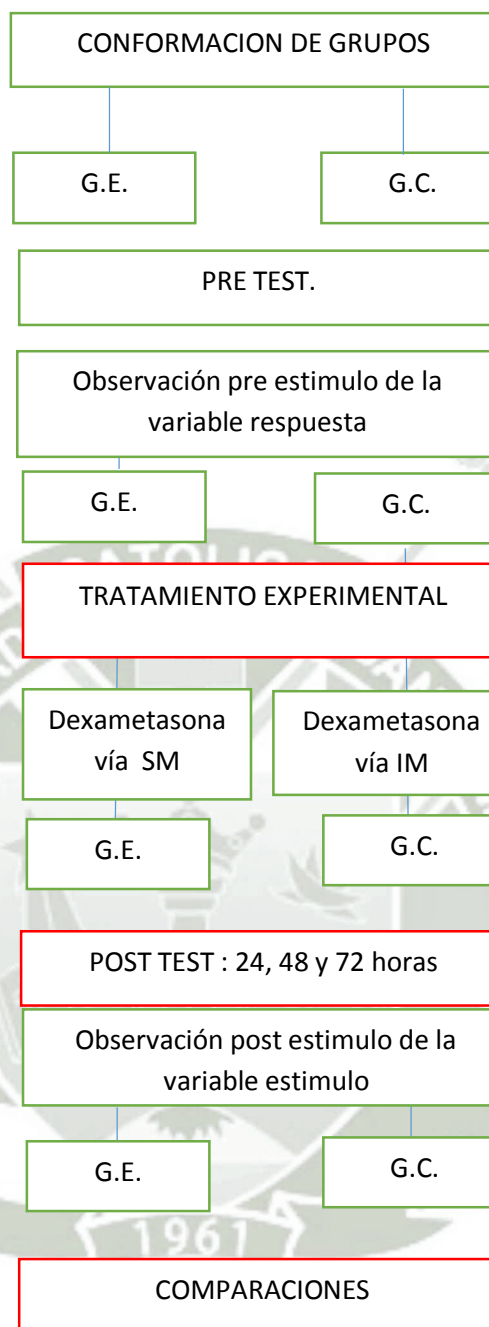 CONFORMACION DE GRUPOS
G.E.
G.C.
PRE TEST.
Observación pre estimulo de la
variable respuesta
G.E.
G.C.
TRATAMIENTO EXPERIMENTAL
Dexametasona
vía SM
Dexametasona
vía IM
G.E.
G.C.
POST TEST : 24, 48 y 72 horas
Observación post estimulo de la
variable estimulo
G.E.
G.C.
1961
COMPARACIONES